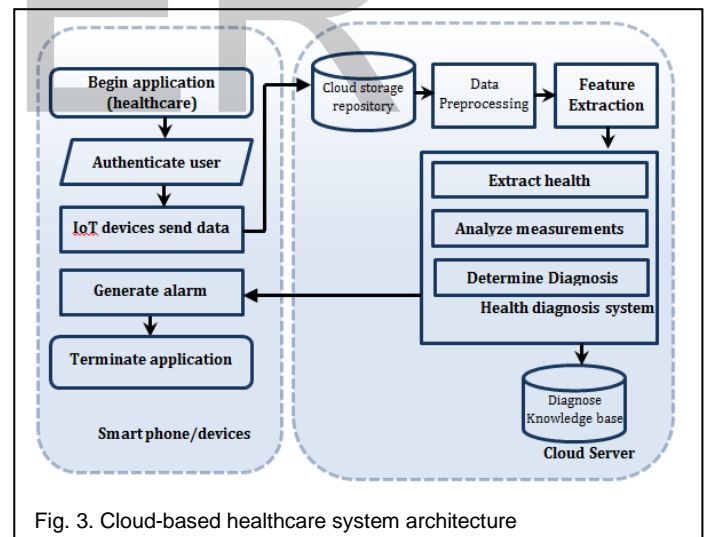 ER
Begin application
(healthcare)
Authenticate user
IoT devices send data
Generate alarm
Terminate application
Smart phone/devices
Cloud storage
repository
Data
Preprocessing
Feature
Extraction
Extract health
Analyze measurements
Determine Diagnosis
Health diagnosis system
Diagnose
Knowledge base
Cloud Server
Fig. 3. Cloud-based healthcare system architecture